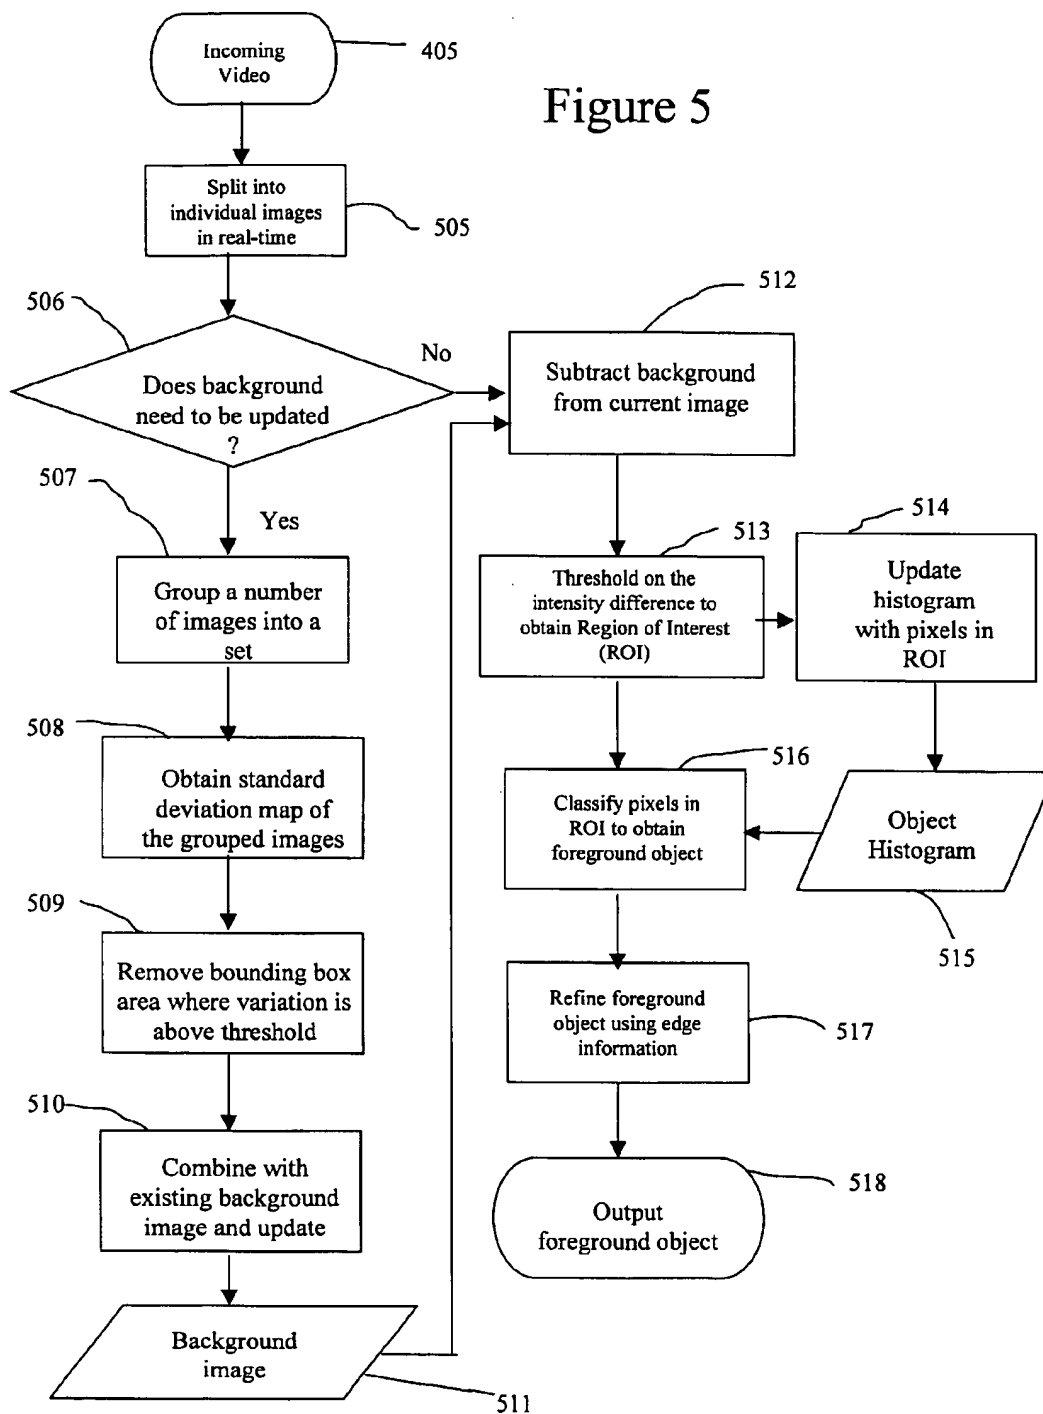 Figure 5
Incoming
Video
405
Split into
individual images
in real-time
505
506
Does background
need to be updated
?
No
Yes
507
Group a number
of images into a
set
508
Obtain standard
deviation map of
the grouped images
509
Remove bounding box
area where variation is
above threshold
510
Combine with
existing background
image and update
Background
image
511
512
Subtract background
from current image
513
Threshold on the
intensity difference to
obtain Region of Interest
(ROI)
514
Update
histogram
with pixels in
ROI
Object
Histogram
515
516
Classify pixels in
ROI to obtain
foreground object
Refine foreground
object using edge
information
517
Output
foreground object
518